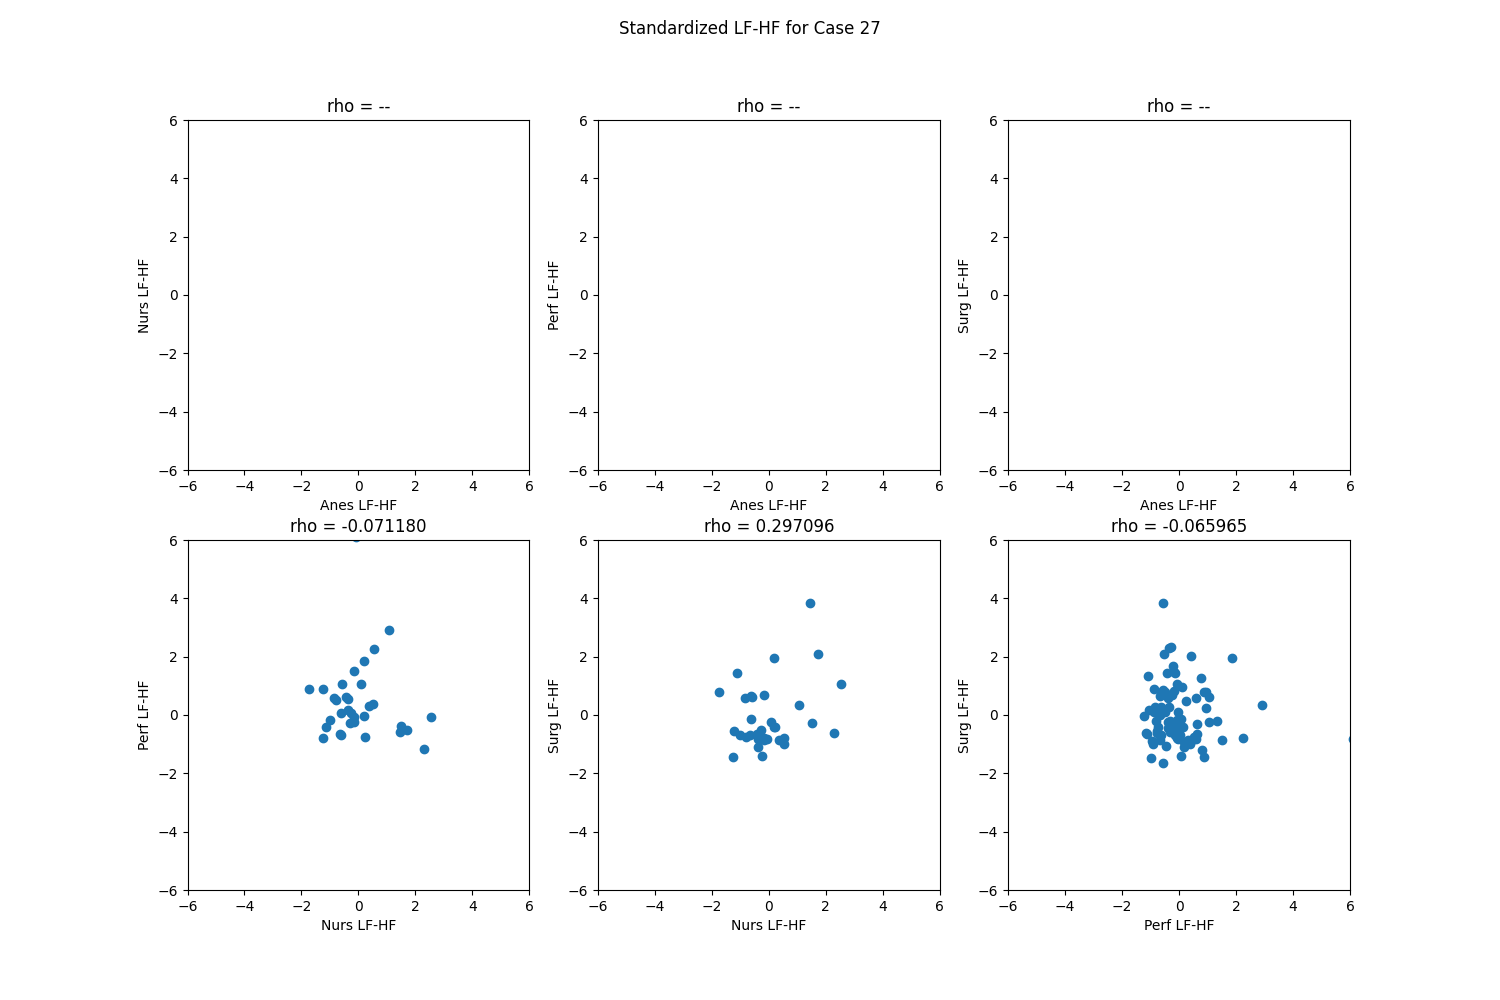 Standardized LF-HF for Case 27
rho = --
rho = --
rho = --
6
4
2
0
−2
−4
−6
Nurs LF-HF
−6 −4 −2 0 2 4 6
Anes LF-HF
6
4
2
0
−2
−4
−6
Perf LF-HF
−6 −4 −2 0 2 4 6
Anes LF-HF
6
4
2
0
−2
−4
−6
Surg LF-HF
−6 −4 −2 0 2 4 6
Anes LF-HF
rho = -0.071180
6
4
2
0
−2
−4
−6
Perf LF-HF
−6 −4 −2 0 2 4 6
Nurs LF-HF
rho = 0.297096
6
4
2
0
−2
−4
−6
Surg LF-HF
−6 −4 −2 0 2 4 6
Nurs LF-HF
rho = -0.065965
6
4
2
0
−2
−4
−6
Surg LF-HF
−6 −4 −2 0 2 4 6
Perf LF-HF